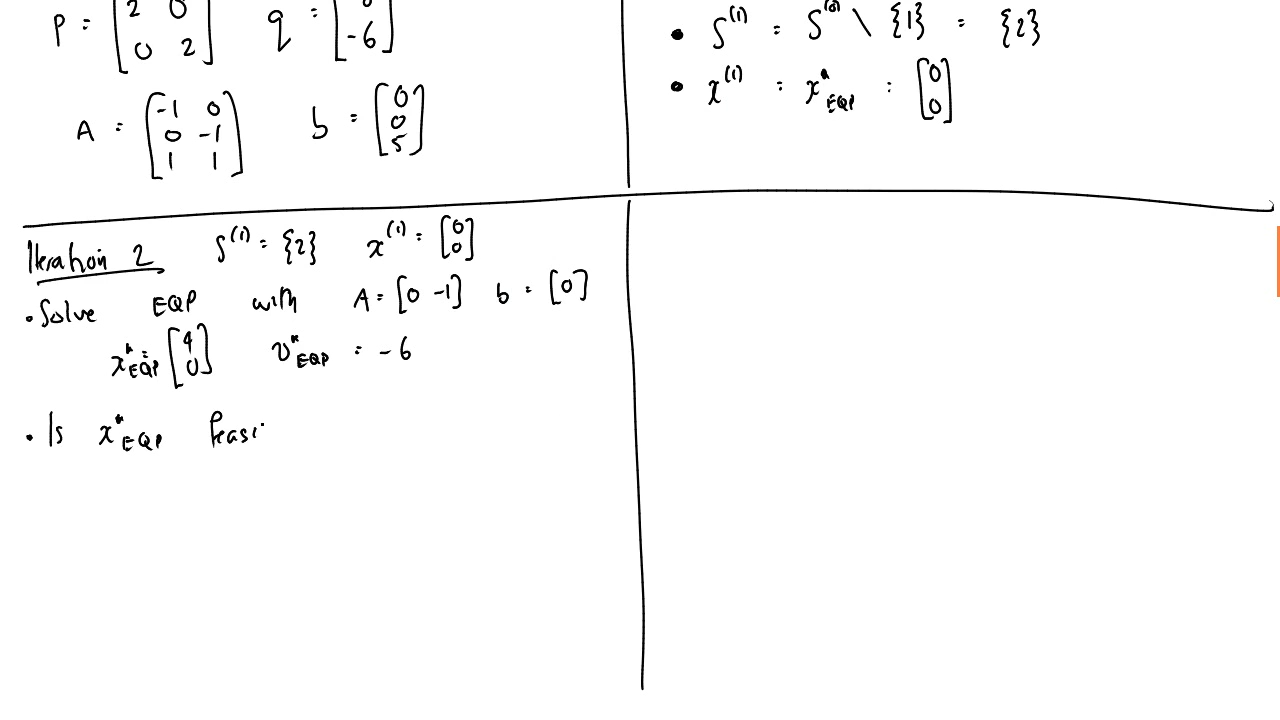 P = [2 0; 0 2] q = [ ; -6]
A = [-1 0; 0 -1; 1 1] b = [0; 0; 5]
• S^(1) = S^(0) \ {1} = {2}
• x^(1) = x*_EQP = [0; 0]
Iteration 2 S^(1) = {2} x^(1) = [0; 0]
• Solve EQP with A = [0 -1] b = [0]
x*_EQP = [4; 0] v*_EQP = -6
• Is x*_EQP feasi